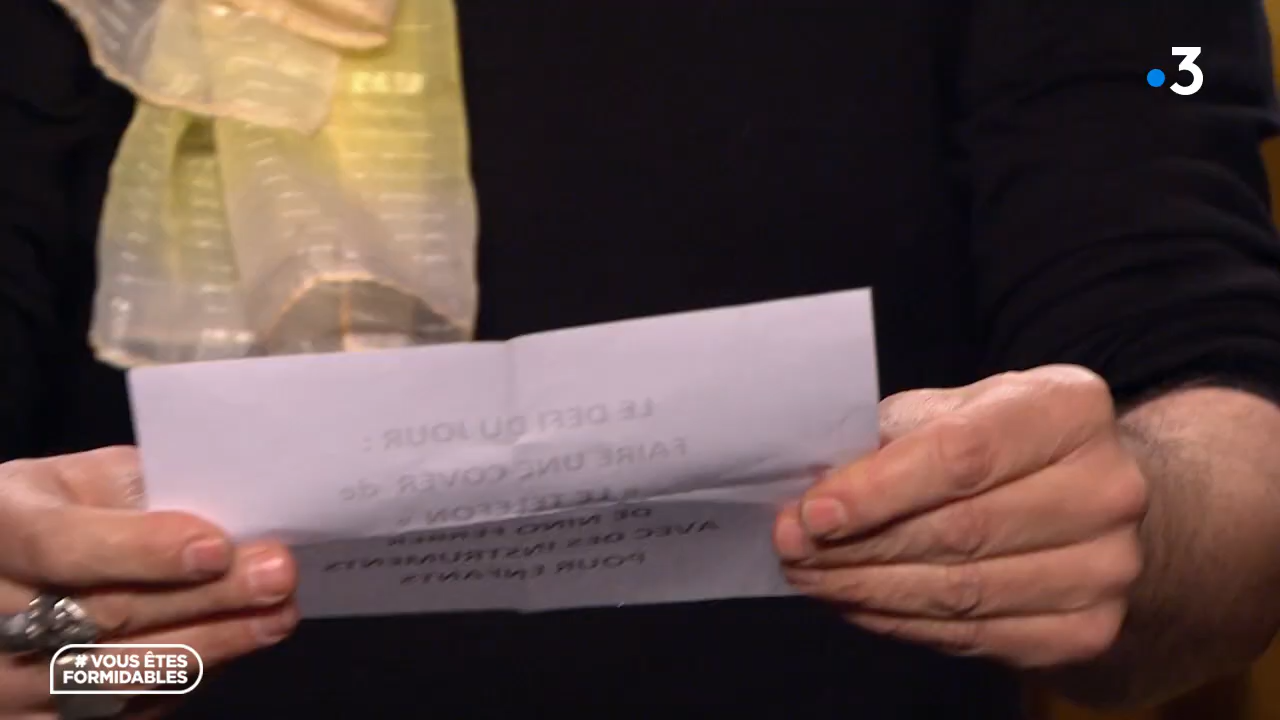 3
LE DEFI DU JOUR :
FAIRE UNE COVER de
« LE TELEFON »
DE NINO FERRER
AVEC DES INSTRUMENTS
POUR ENFANTS
# VOUS ÊTES
FORMIDABLES